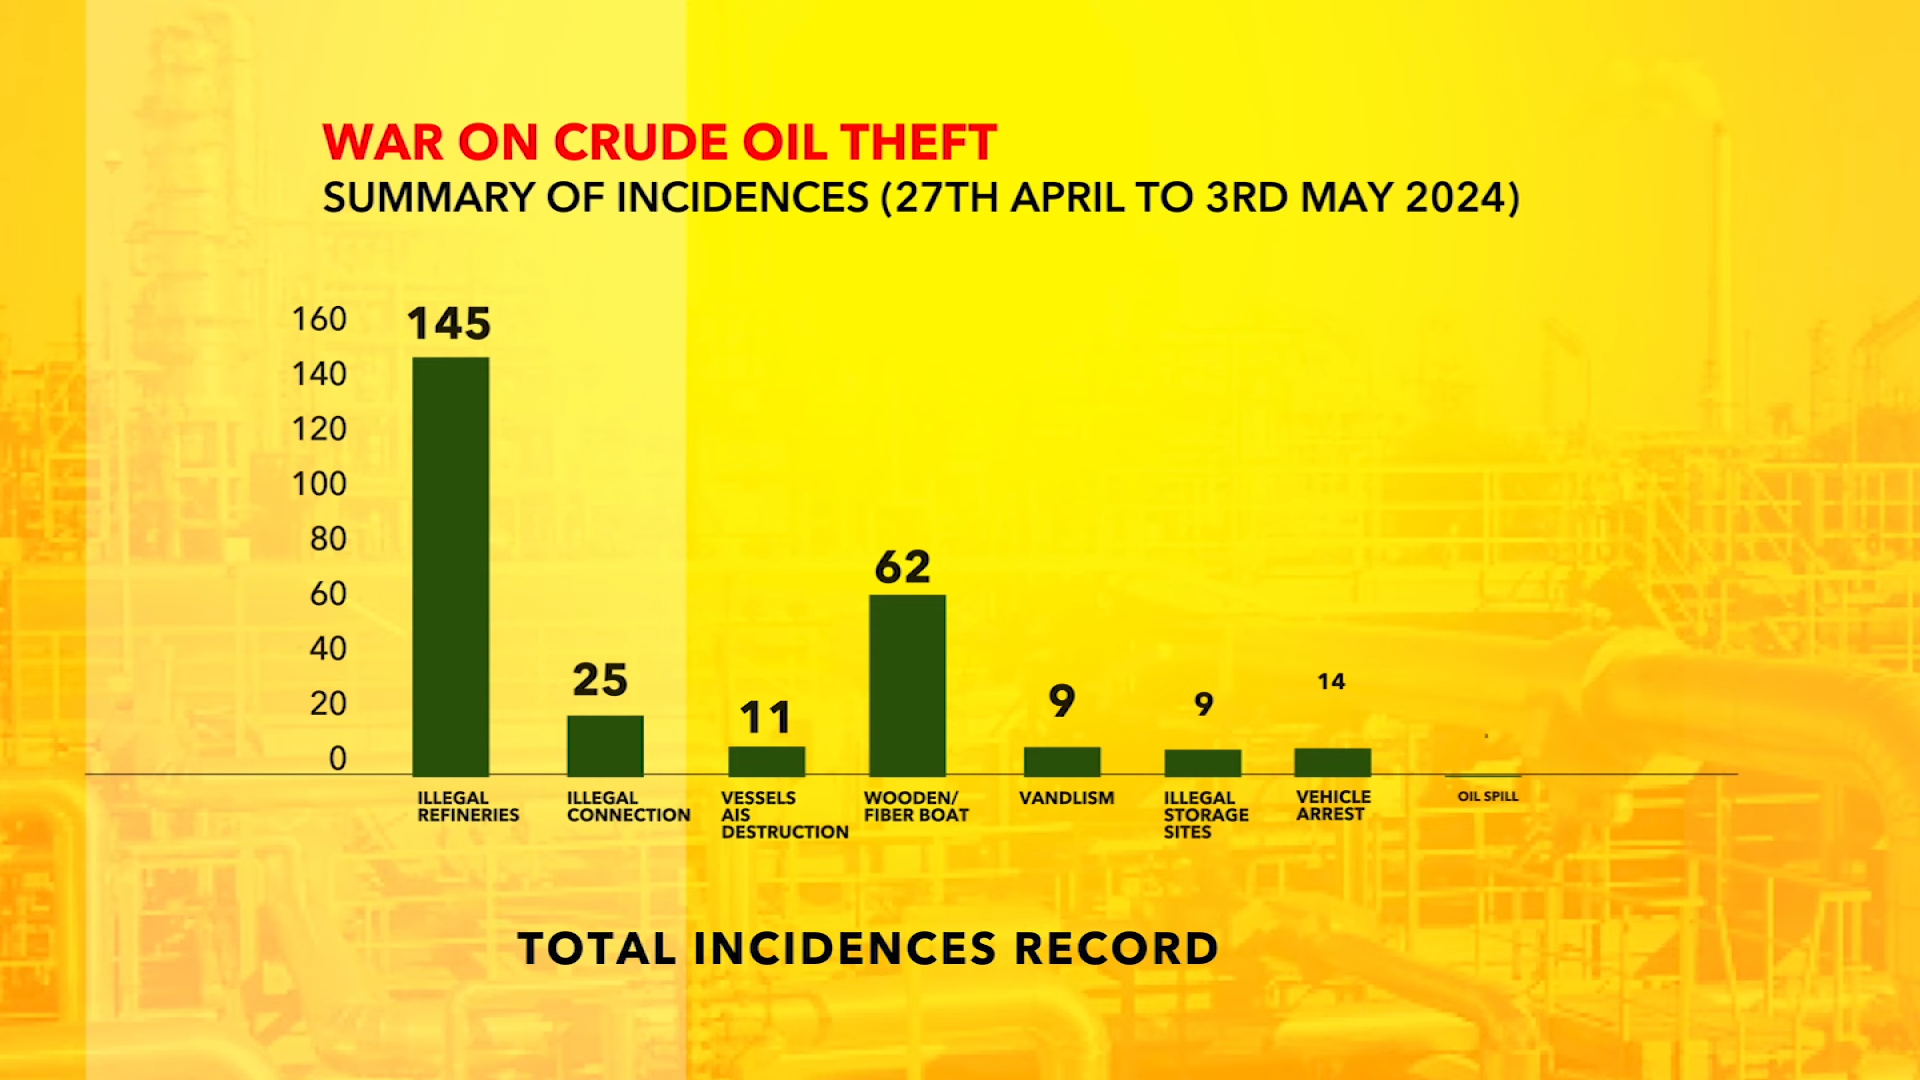 WAR ON CRUDE OIL THEFT
SUMMARY OF INCIDENCES (27TH APRIL TO 3RD MAY 2024)
160
140
120
100
80
60
40
20
0
145
25
11
62
9
9
14
ILLEGAL
REFINERIES
ILLEGAL
CONNECTION
VESSELS
AIS
DESTRUCTION
WOODEN/
FIBER BOAT
VANDLISM
ILLEGAL
STORAGE
SITES
VEHICLE
ARREST
OIL SPILL
TOTAL INCIDENCES RECORD